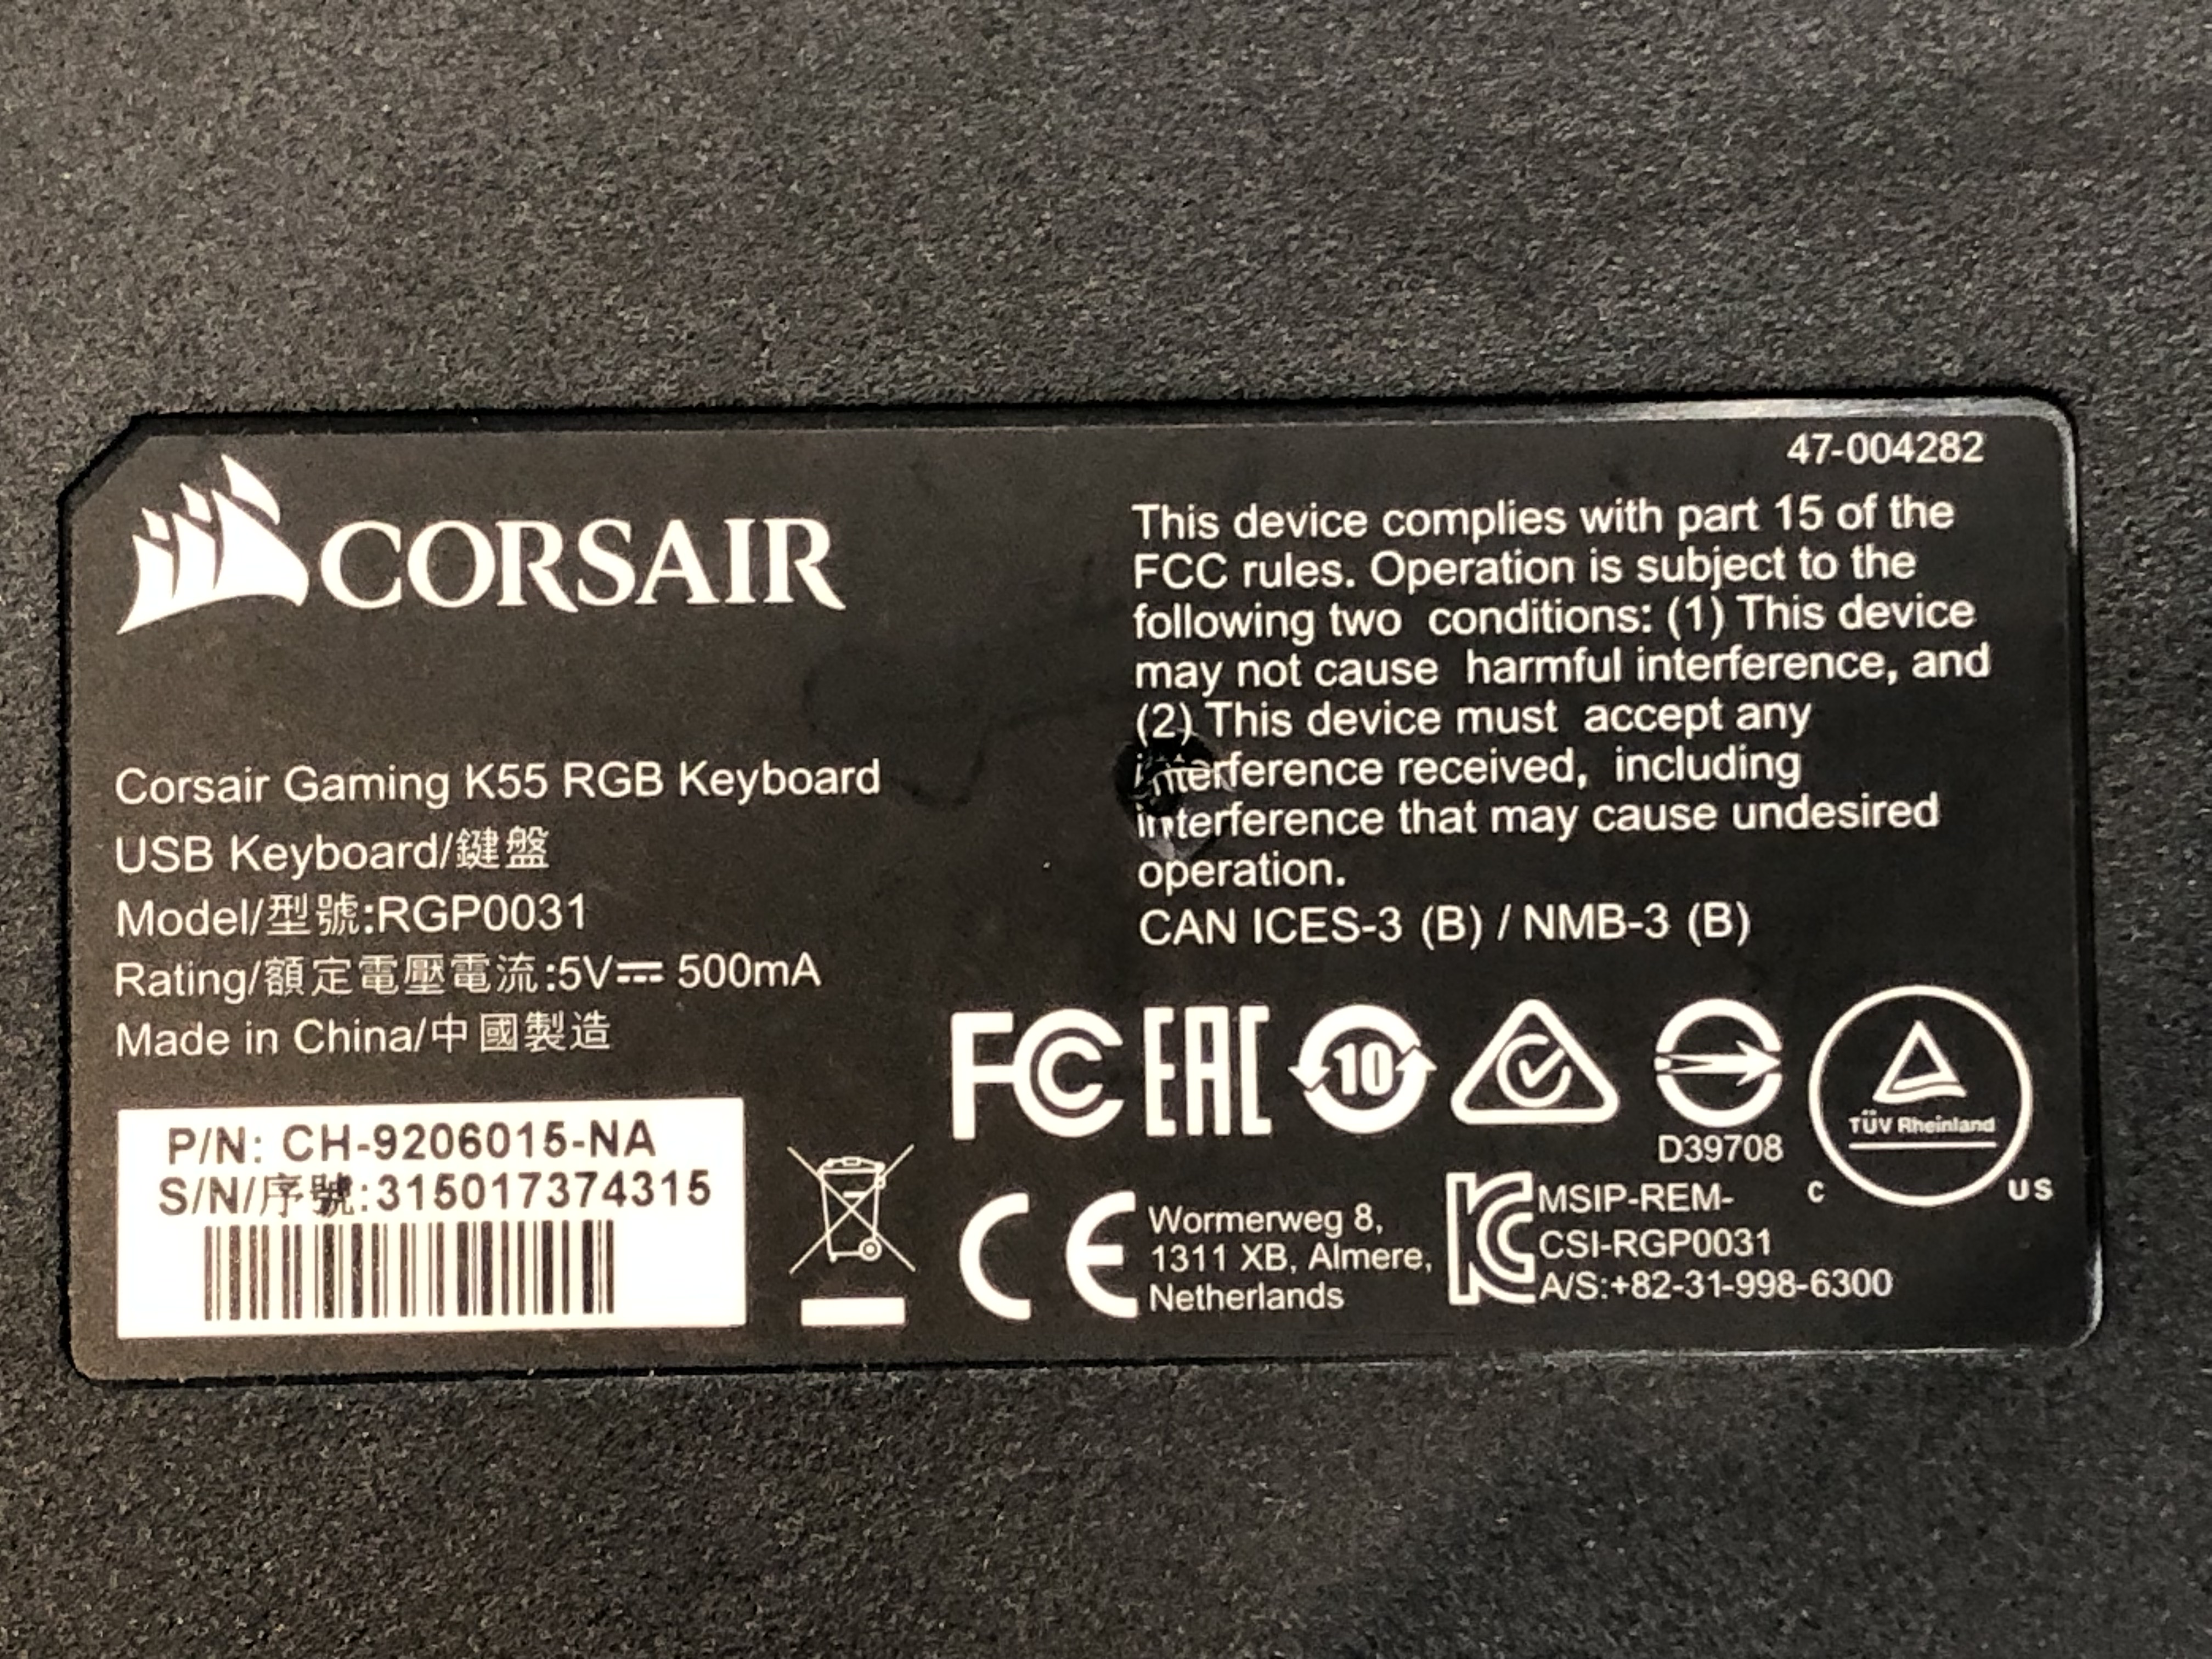 47-004282
CORSAIR
This device complies with part 15 of the
FCC rules. Operation is subject to the
following two conditions: (1) This device
may not cause harmful interference, and
(2) This device must accept any
interference received, including
interference that may cause undesired
operation.
CAN ICES-3 (B) / NMB-3 (B)
Corsair Gaming K55 RGB Keyboard
USB Keyboard/鍵盤
Model/型號:RGP0031
Rating/額定電壓電流:5V⎓ 500mA
Made in China/中國製造
P/N: CH-9206015-NA
S/N/序號:315017374315
FC EAC 10
D39708
TÜV Rheinland
C US
CE
Wormerweg 8,
1311 XB, Almere,
Netherlands
KC
MSIP-REM-
CSI-RGP0031
A/S:+82-31-998-6300